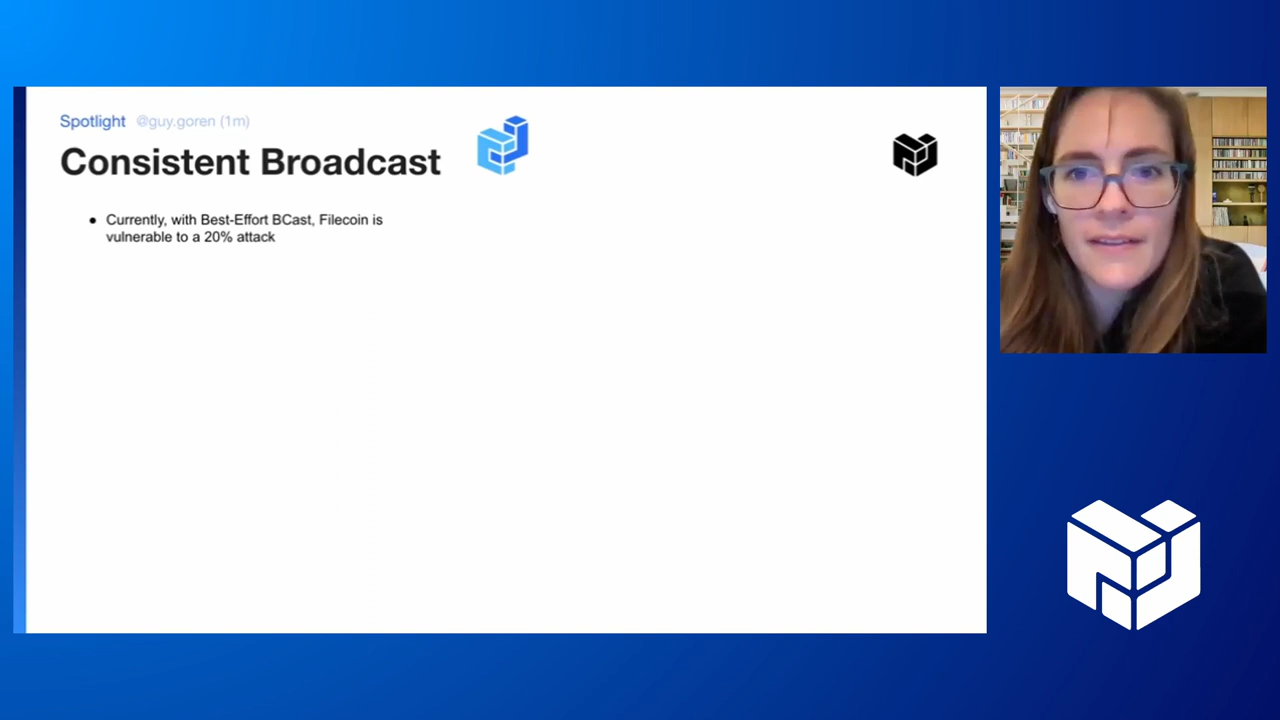 Spotlight @guy.goren (1m)
Consistent Broadcast
● Currently, with Best-Effort BCast, Filecoin is
vulnerable to a 20% attack